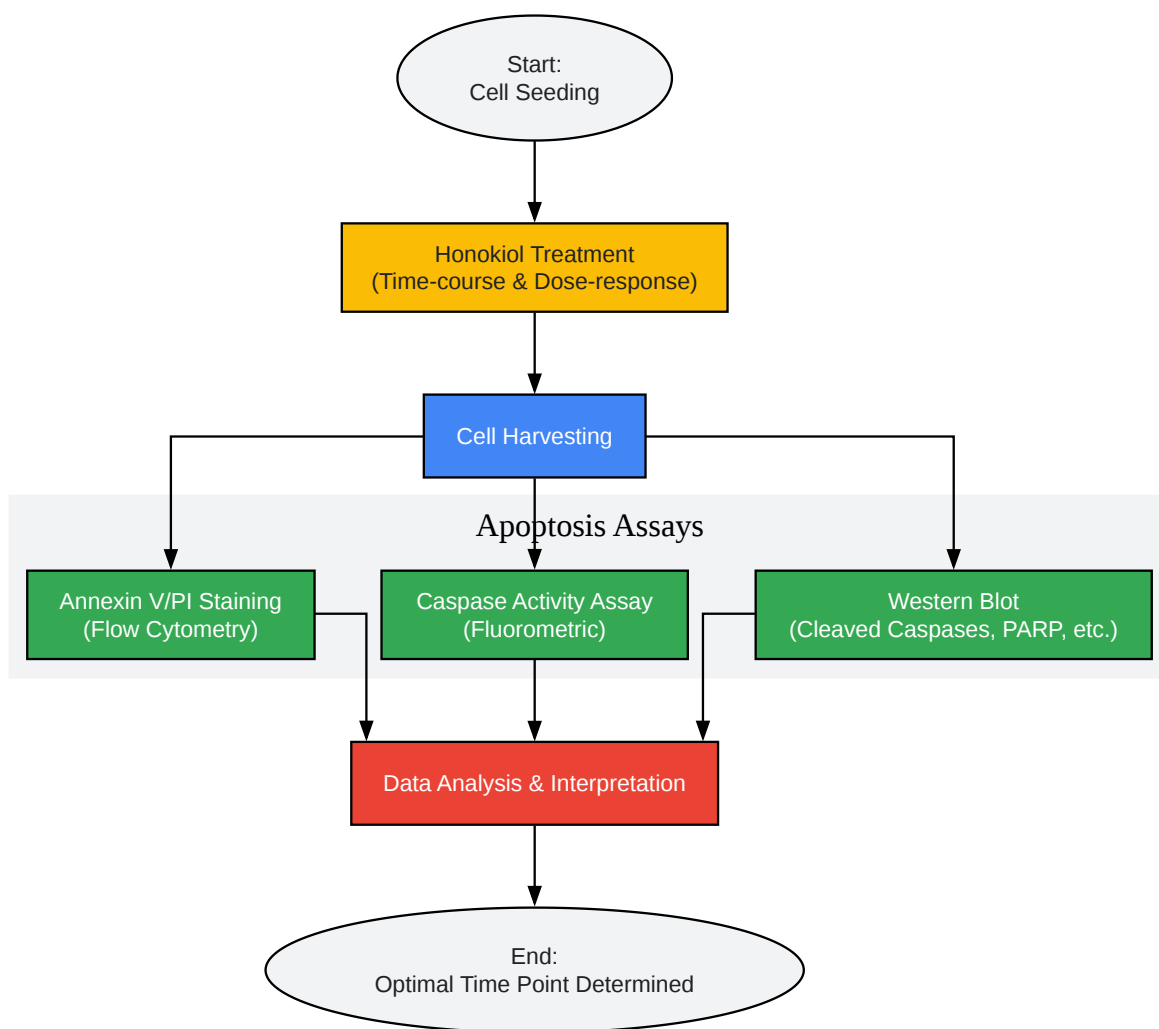 Start:
Cell Seeding
Honokiol Treatment
(Time-course & Dose-response)
Cell Harvesting
Apoptosis Assays
Annexin V/PI Staining
(Flow Cytometry)
Caspase Activity Assay
(Fluorometric)
Western Blot
(Cleaved Caspases, PARP, etc.)
Data Analysis & Interpretation
End:
Optimal Time Point Determined